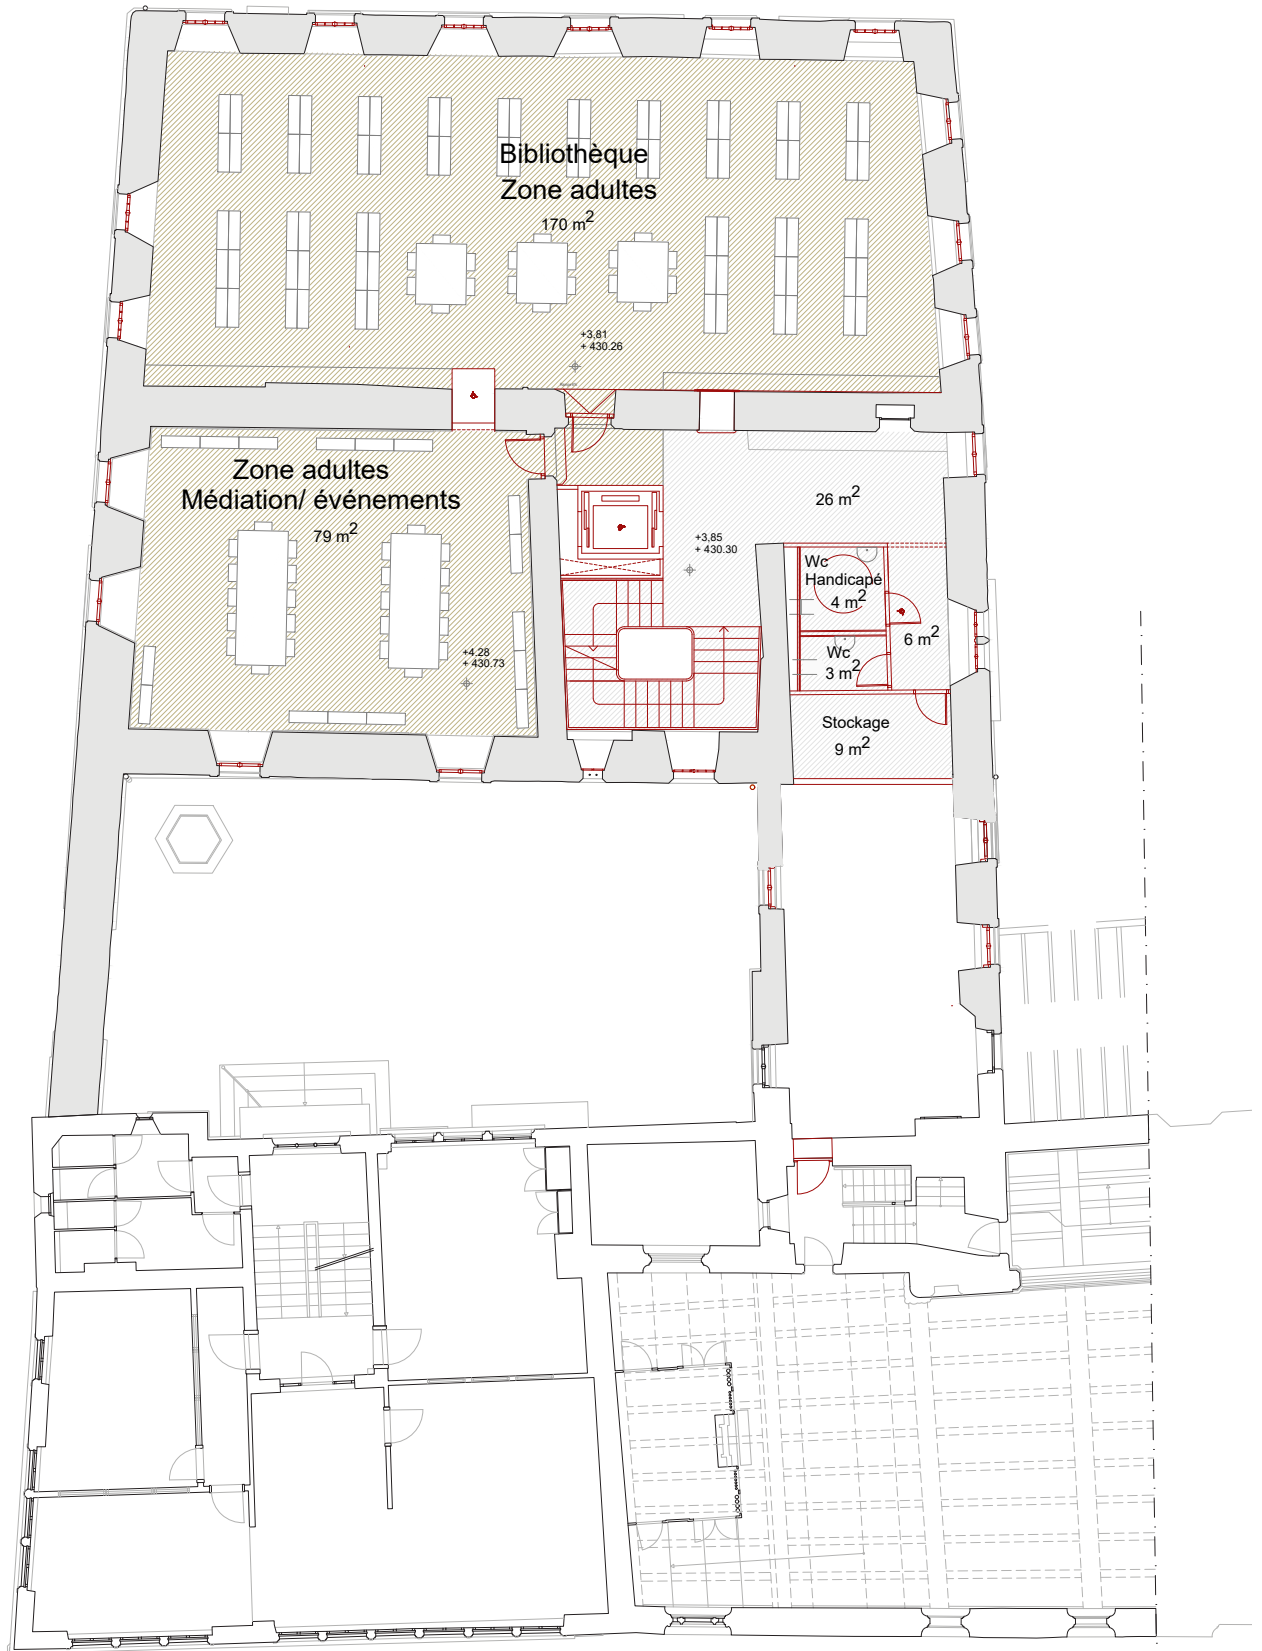 Bibliothèque
Zone adultes
170 m2
+3,81
+ 430.26
Zone adultes
Médiation/ événements
79 m2
26 m2
+3,85
+ 430.30
Wc
Handicapé
4 m2
6 m2
Wc
3 m2
+4.28
+ 430.73
Stockage
9 m2